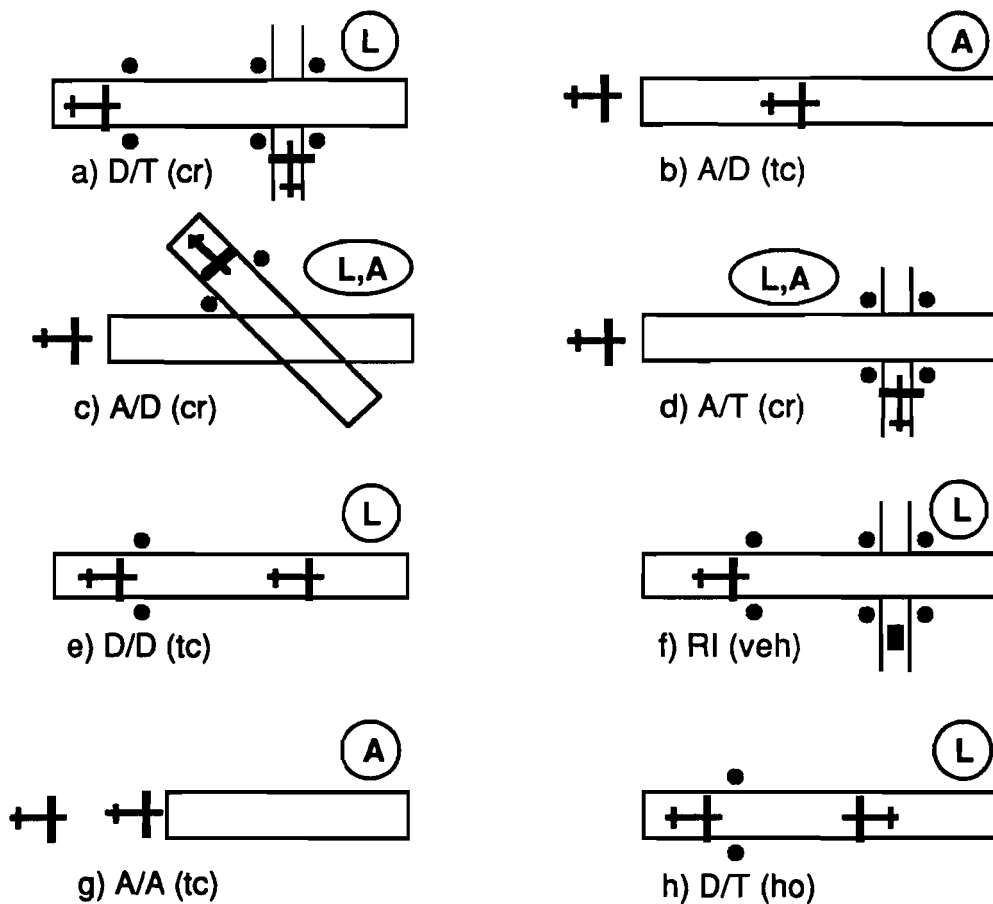 L
A
a) D/T (cr)
b) A/D (tc)
L,A
L,A
c) A/D (cr)
d) A/T (cr)
L
L
e) D/D (tc)
f) RI (veh)
A
L
g) A/A (tc)
h) D/T (ho)